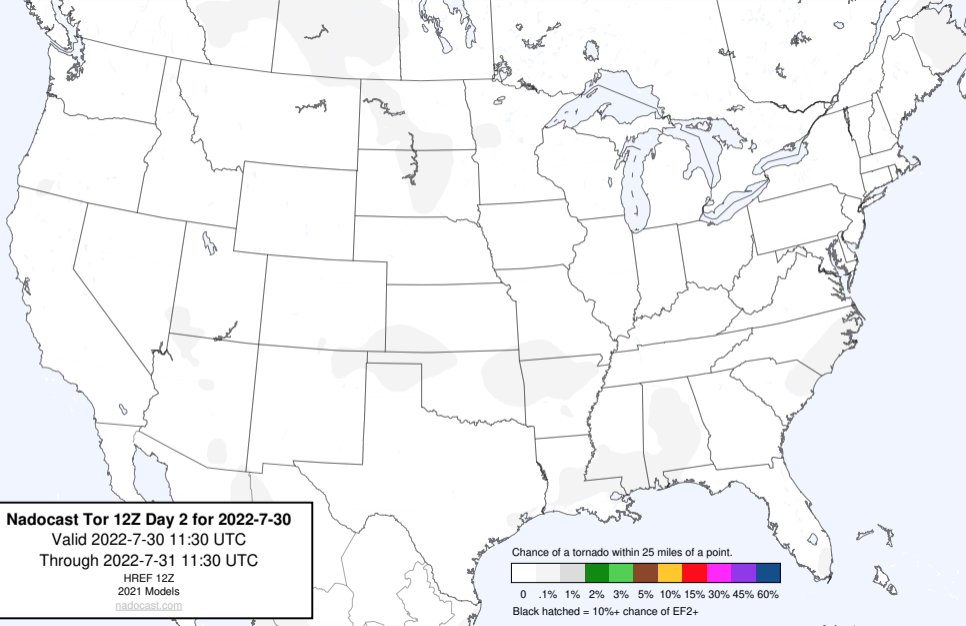 Nadocast Tor 12Z Day 2 for 2022-7-30
Valid 2022-7-30 11:30 UTC
Through 2022-7-31 11:30 UTC
HREF 12Z
2021 Models
nadocast.com
Chance of a tornado within 25 miles of a point.
0 .1% 1% 2% 3% 5% 10% 15% 30% 45% 60%
Black hatched = 10%+ chance of EF2+